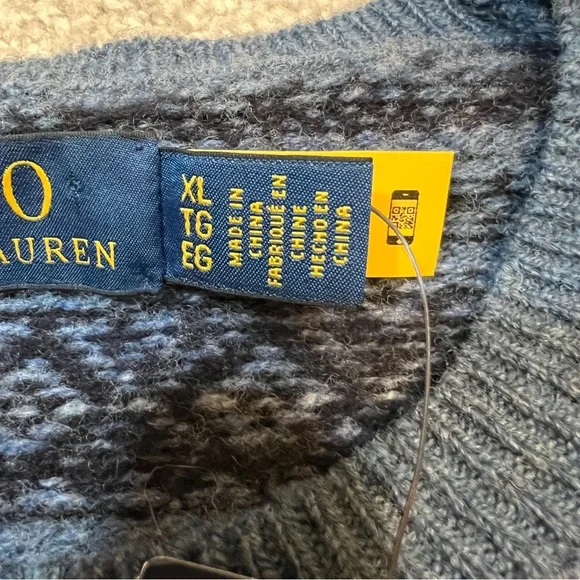 O
AUREN
XL
TG
EG
MADE IN
CHINA
FABRIQUÉ EN
CHINE
HECHO EN
CHINA